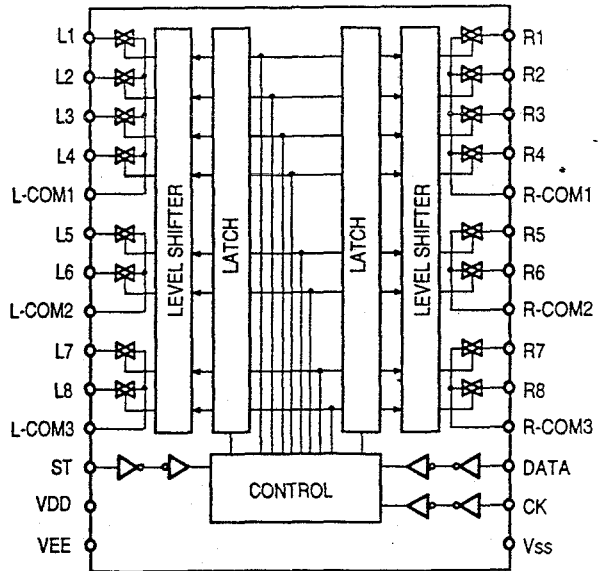 L1
L2
L3
L4
L-COM1
L5
L6
L-COM2
L7
L8
L-COM3
ST
VDD
VEE
LEVEL SHIFTER
LATCH
LATCH
LEVEL SHIFTER
CONTROL
R1
R2
R3
R4
R-COM1
R5
R6
R-COM2
R7
R8
R-COM3
DATA
CK
Vss